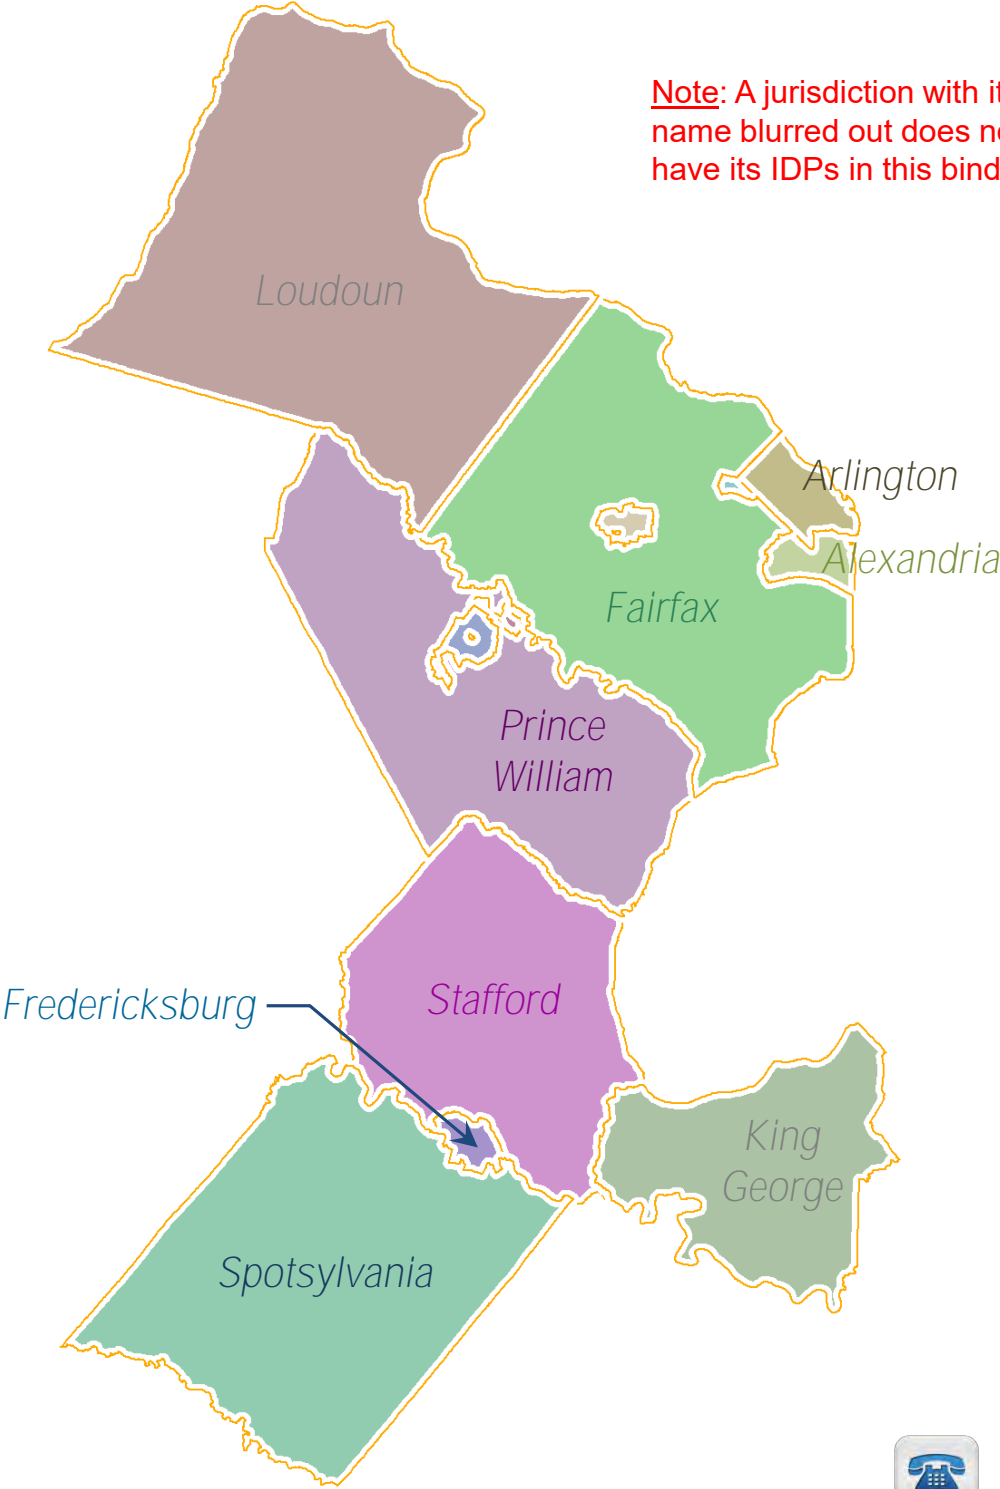 Note: A jurisdiction with it
name blurred out does n
have its IDPs in this bind
Loudoun
Arlington
Alexandria
Fairfax
Prince
William
Stafford
Fredericksburg
King
George
Spotsylvania